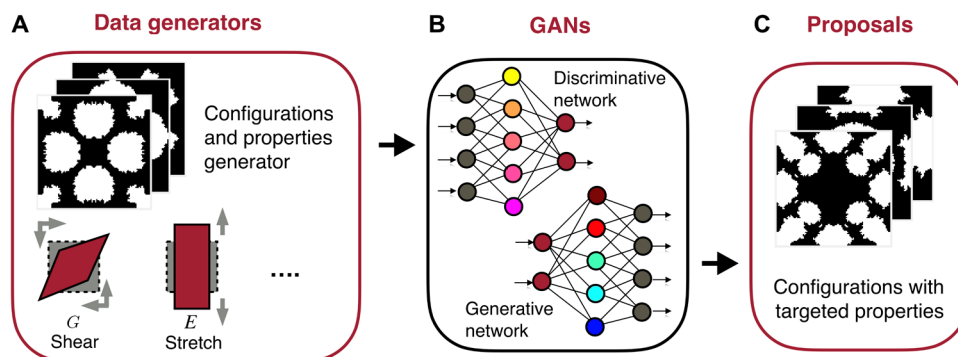 A
Data generators
Configurations
and properties
generator
G
Shear
E
Stretch
....
B
GANs
Discriminative
network
Generative
network
C
Proposals
Configurations with
targeted properties